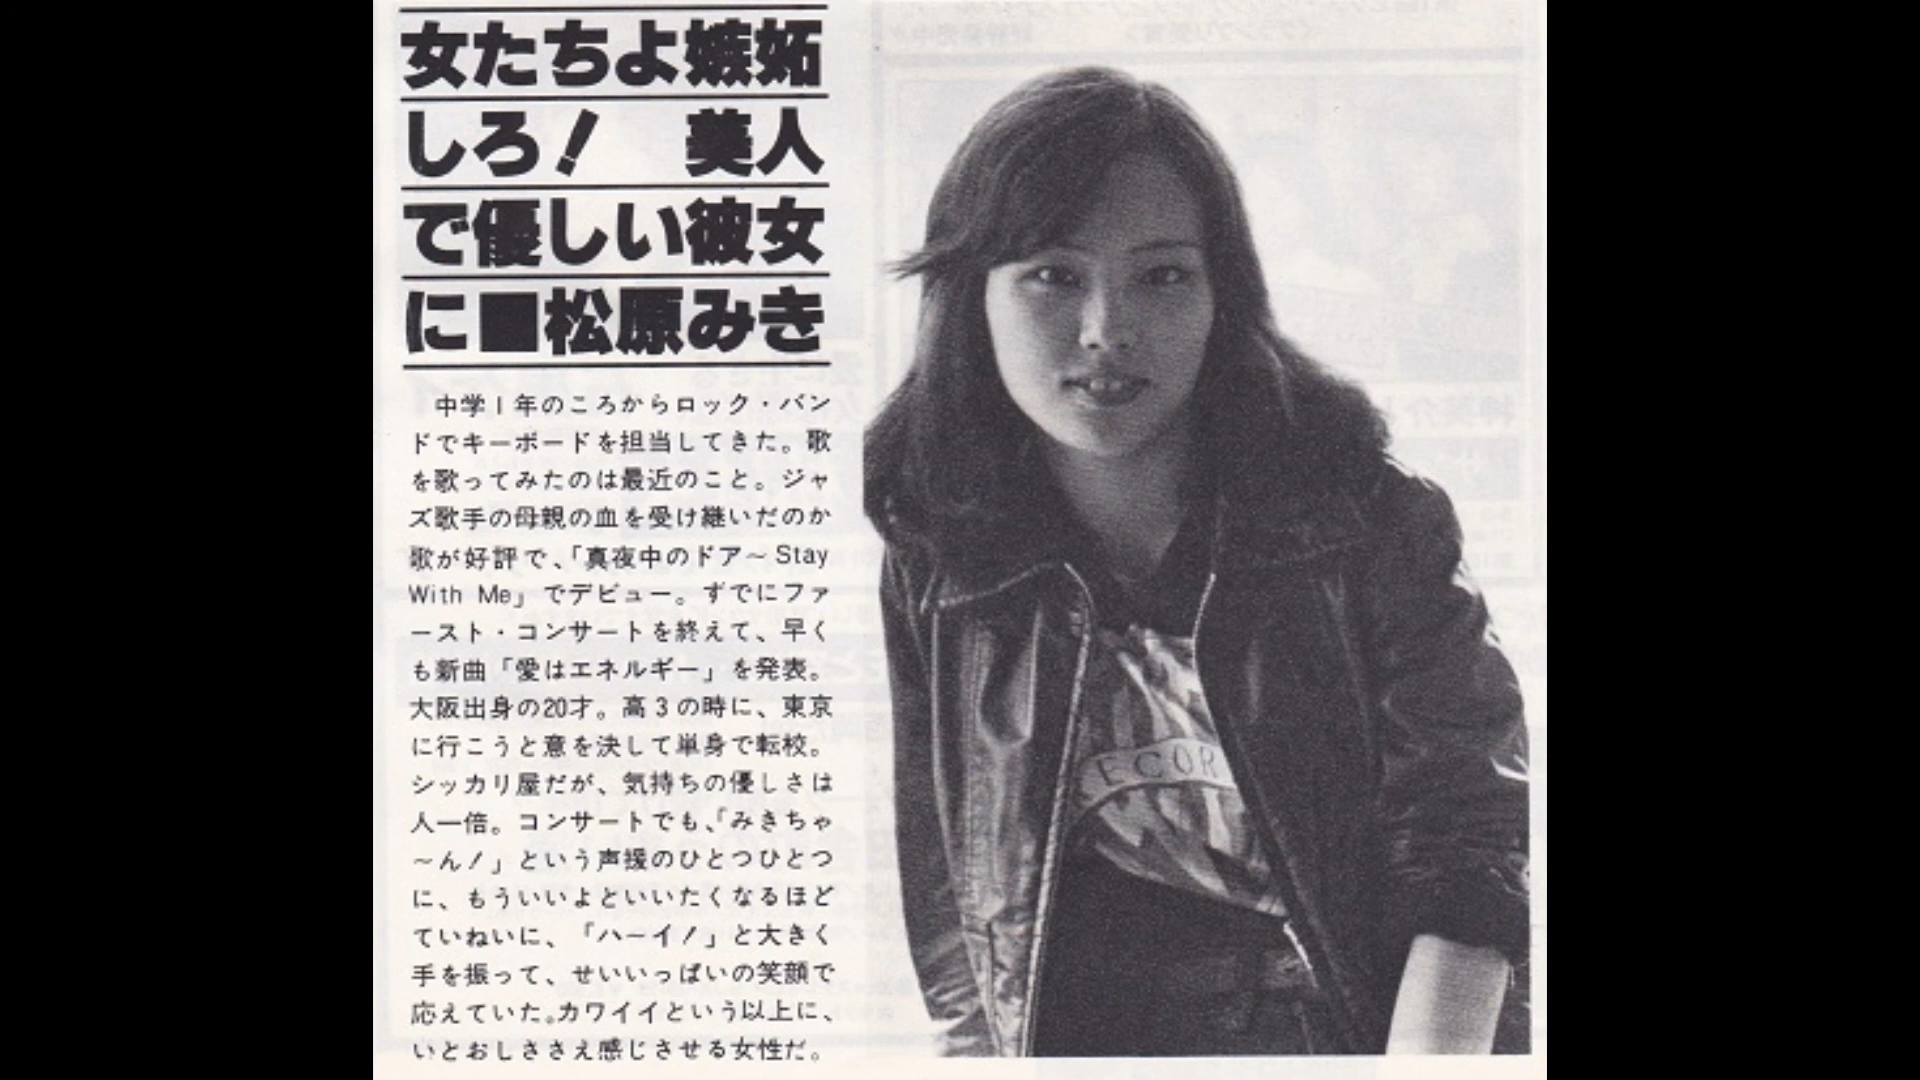 女たちよ嫉妬
しろ！　美人
で優しい彼女
に■松原みき
中学1年のころからロック・バン
ドでキーボードを担当してきた。歌
を歌ってみたのは最近のこと。ジャ
ズ歌手の母親の血を受け継いだのか
歌が好評で、「真夜中のドア～Stay
With Me」でデビュー。ずでにファ
ースト・コンサートを終えて、早く
も新曲「愛はエネルギー」を発表。
大阪出身の20才。高3の時に、東京
に行こうと意を決して単身で転校。
シッカリ屋だが、気持ちの優しさは
人一倍。コンサートでも、「みきちゃ
～ん！」という声援のひとつひとつ
に、もういいよといいたくなるほど
ていねいに、「ハーイ！」と大きく
手を振って、せいいっぱいの笑顔で
応えていた。カワイイという以上に、
いとおしささえ感じさせる女性だ。
ECOR